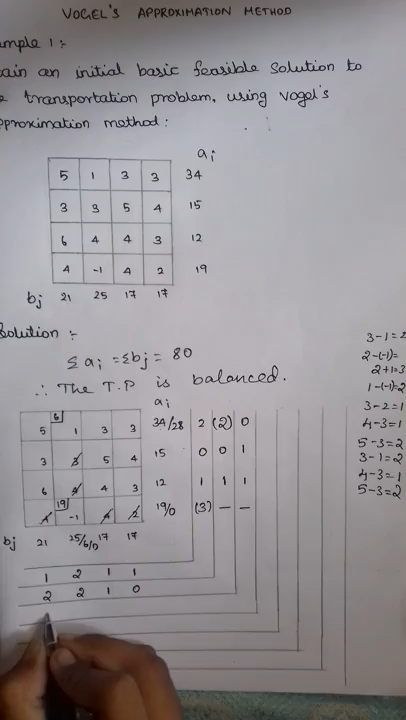 VOGEL'S APPROXIMATION METHOD
ample 1 :-
ain an initial basic feasible solution to
e transportation problem, using vogel's
pproximation method :
ai
5 1 3 3 34
3 3 5 4 15
6 4 4 3 12
4 -1 4 2 19
bj 21 25 17 17
Solution :-
Σai = Σbj = 80
∴ The T.P is balanced.
ai
6
5 1 3 3 34/28 2 (2) 0
3 3 5 4 15 0 0 1
6 4 4 3 12 1 1 1
19
4 -1 4 2 19/0 (3) — —
bj 21 25/6/0 17 17
1 2 1 1
2 2 1 0
3-1=2
2-(-1)=
2+1=3
1-(-1)=2
3-2=1
4-3=1
5-3=2
3-1=2
4-3=1
5-3=2